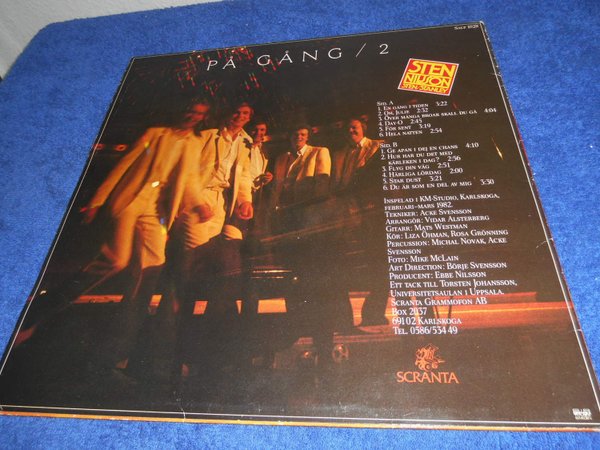 SSLP 1029
PÅ GÅNG / 2
STEN
NILSSON
STEN-STANLEY
SID. A
1. EN GÅNG I TIDEN 3:22
2. OH, JULIE 2:32
3. ÖVER MÅNGA BROAR SKALL DU GÅ 4:04
4. DAY-O 2:45
5. FÖR SENT 3:19
6. HELA NATTEN 2:54
SID. B
1. GE APAN I DEJ EN CHANS 4:10
2. HUR HAR DU DET MED
KÄRLEKEN I DAG? 2:56
3. FLYG DIN VÄG 2:51
4. HÄRLIGA LÖRDAG 2:00
5. STAR DUST 3:21
6. DU ÄR SOM EN DEL AV MIG 3:30
INSPELAD I KM-STUDIO, KARLSKOGA,
FEBRUARI-MARS 1982.
TEKNIKER: ACKE SVENSSON
ARRANGÖR: VIDAR ALSTERBERG
GITARR: MATS WESTMAN
KÖR: LIZA ÖHMAN, ROSA GRÖNNING
PERCUSSION: MICHAL NOVAK, ACKE
SVENSSON
FOTO: MIKE MCLAIN
ART DIRECTION: BÖRJE SVENSSON
PRODUCENT: EBBE NILSSON
ETT TACK TILL TORSTEN JOHANSSON,
UNIVERSITETSAULAN I UPPSALA.
SCRANTA GRAMMOFON AB
BOX 2037
691 02 KARLSKOGA
TEL. 0586/534 49
SCRANTA